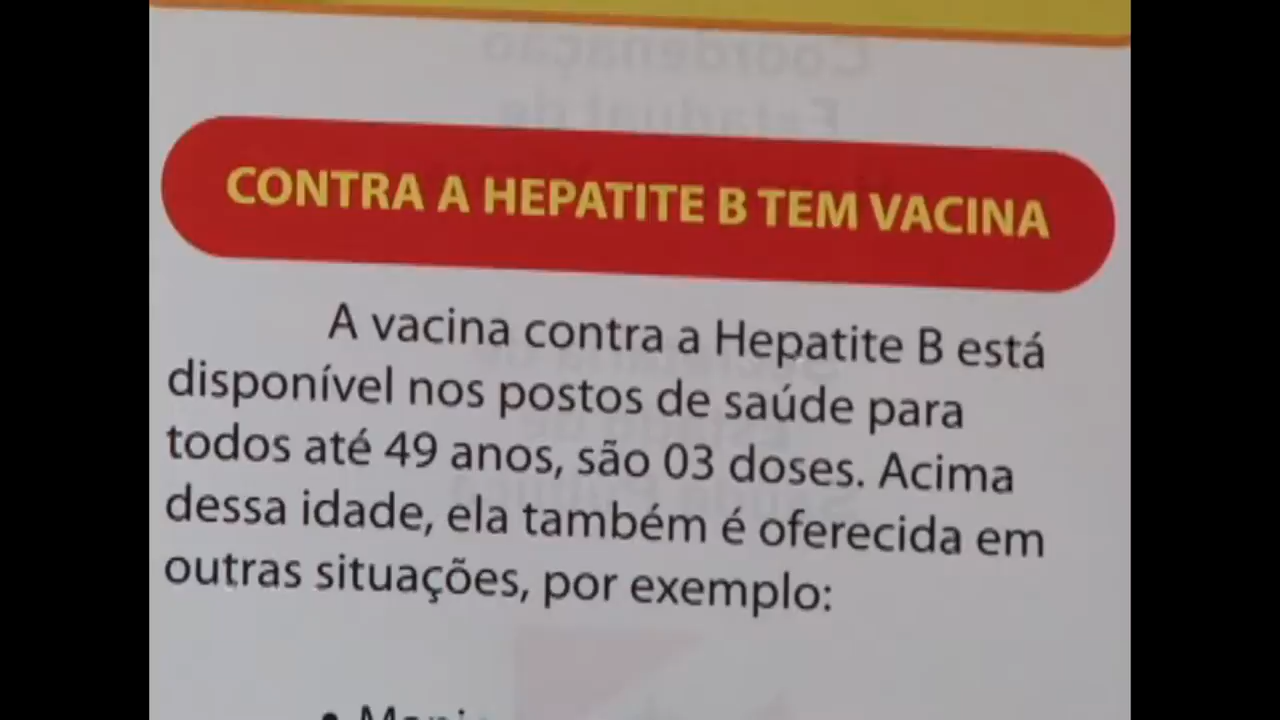 CONTRA A HEPATITE B TEM VACINA
A vacina contra a Hepatite B está
disponível nos postos de saúde para
todos até 49 anos, são 03 doses. Acima
dessa idade, ela também é oferecida em
outras situações, por exemplo: